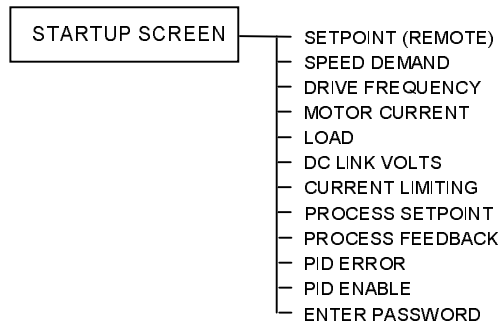 STARTUP SCREEN
SETPOINT (REMOTE)
SPEED DEMAND
DRIVE FREQUENCY
MOTOR CURRENT
LOAD
DC LINK VOLTS
CURRENT LIMITING
PROCESS SETPOINT
PROCESS FEEDBACK
PID ERROR
PID ENABLE
ENTER PASSWORD